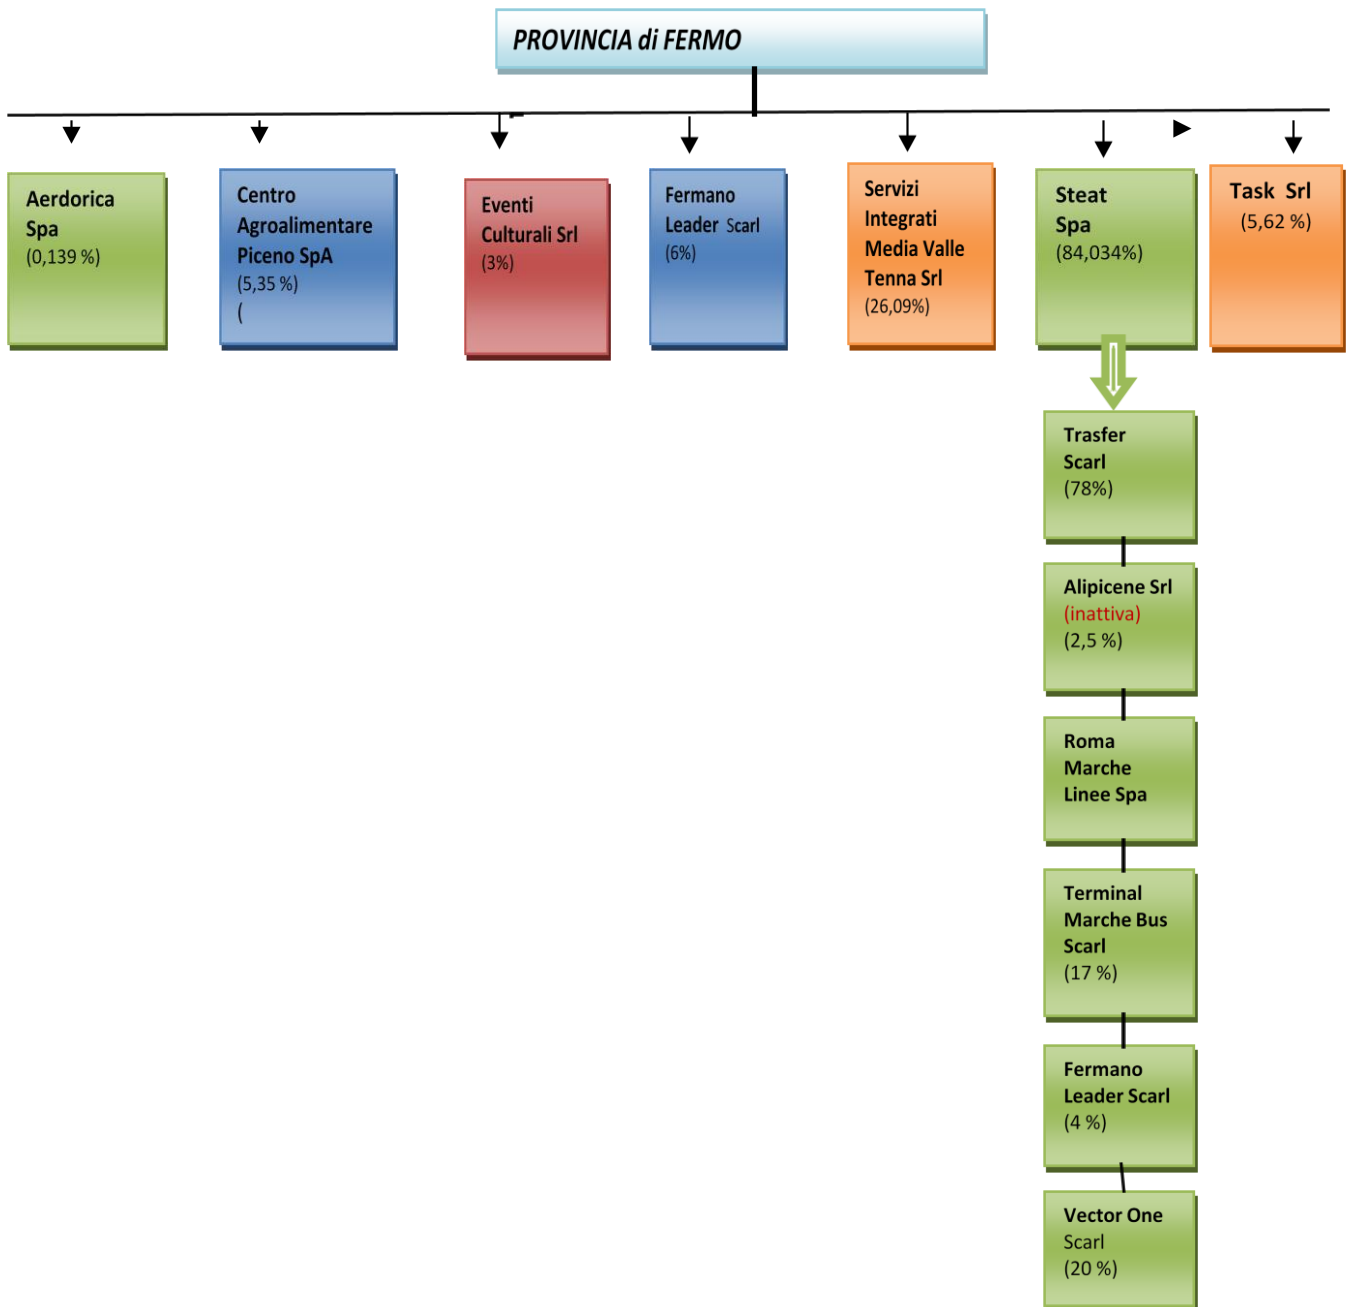 PROVINCIA di FERMO
Aerdorica
Spa
(0,139 %)
Centro
Agroalimentare
Piceno SpA
(5,35 %)
(
Eventi
Culturali Srl
(3%)
Fermano
Leader Scarl
(6%)
Servizi
Integrati
Media Valle
Tenna Srl
(26,09%)
Steat
Spa
(84,034%)
Task Srl
(5,62 %)
Trasfer
Scarl
(78%)
Alipicene Srl
(inattiva)
(2,5 %)
Roma
Marche
Linee Spa
Terminal
Marche Bus
Scarl
(17 %)
Fermano
Leader Scarl
(4 %)
Vector One
Scarl
(20 %)